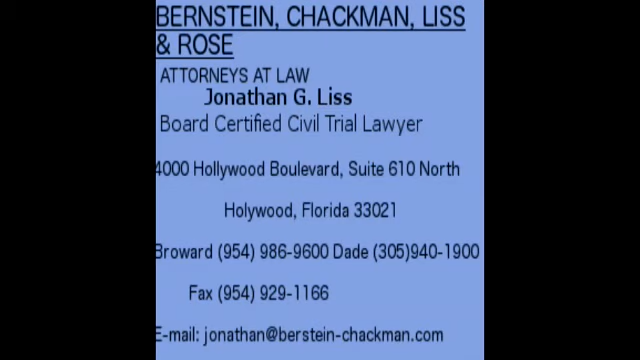 BERNSTEIN, CHACKMAN, LISS
& ROSE
ATTORNEYS AT LAW
Jonathan G. Liss
Board Certified Civil Trial Lawyer
4000 Hollywood Boulevard, Suite 610 North
Holywood, Florida 33021
Broward (954) 986-9600 Dade (305)940-1900
Fax (954) 929-1166
E-mail: jonathan@berstein-chackman.com